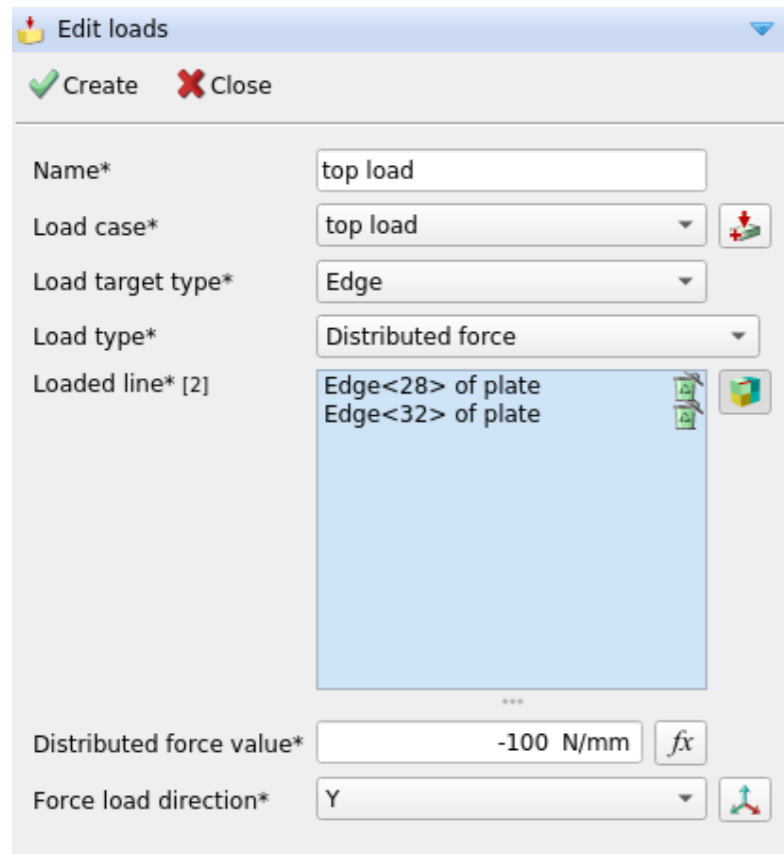 Edit loads
Create Close
Name* top load
Load case* top load
Load target type* Edge
Load type* Distributed force
Loaded line* [2] Edge<28> of plate
Edge<32> of plate
Distributed force value* -100 N/mm fx
Force load direction* Y